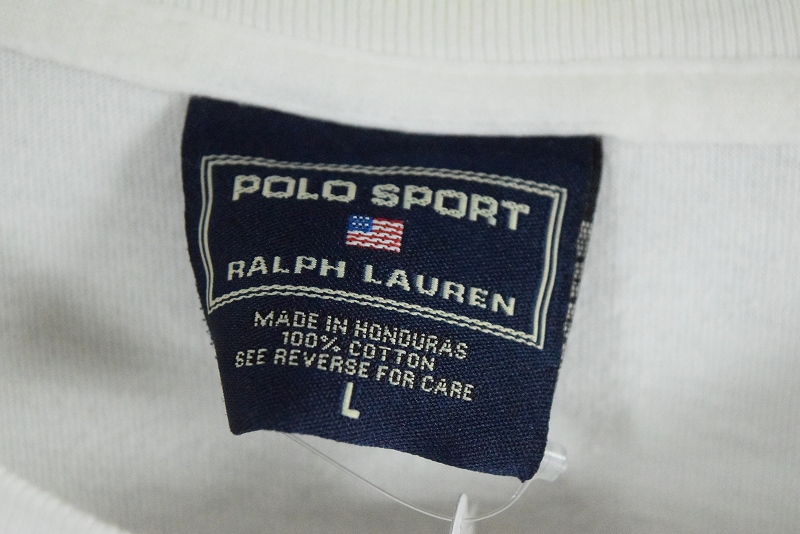 POLO SPORT
RALPH LAUREN
MADE IN HONDURAS
100% COTTON
SEE REVERSE FOR CARE
L